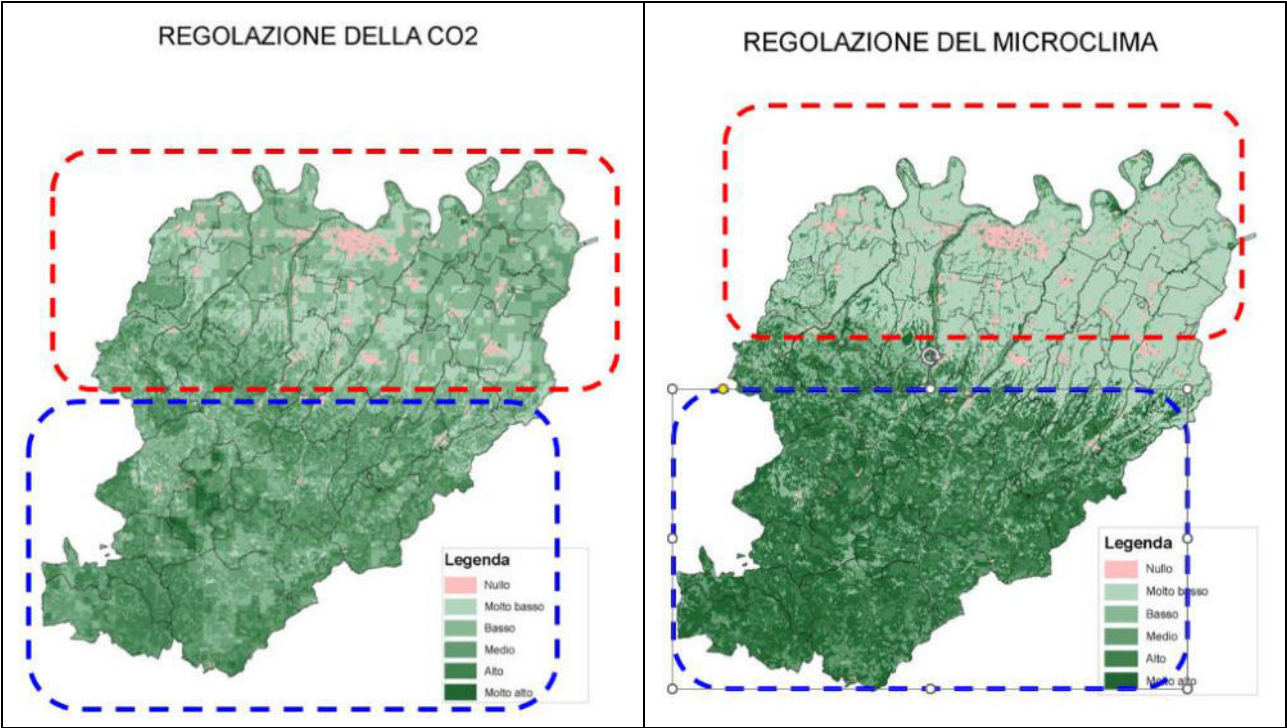 REGOLAZIONE DELLA CO2
Legenda
Nullo
Molto basso
Basso
Medio
Alto
Molto alto
REGOLAZIONE DEL MICROCLIMA
Legenda
Nullo
Molto basso
Basso
Medio
Alto
Molto alto